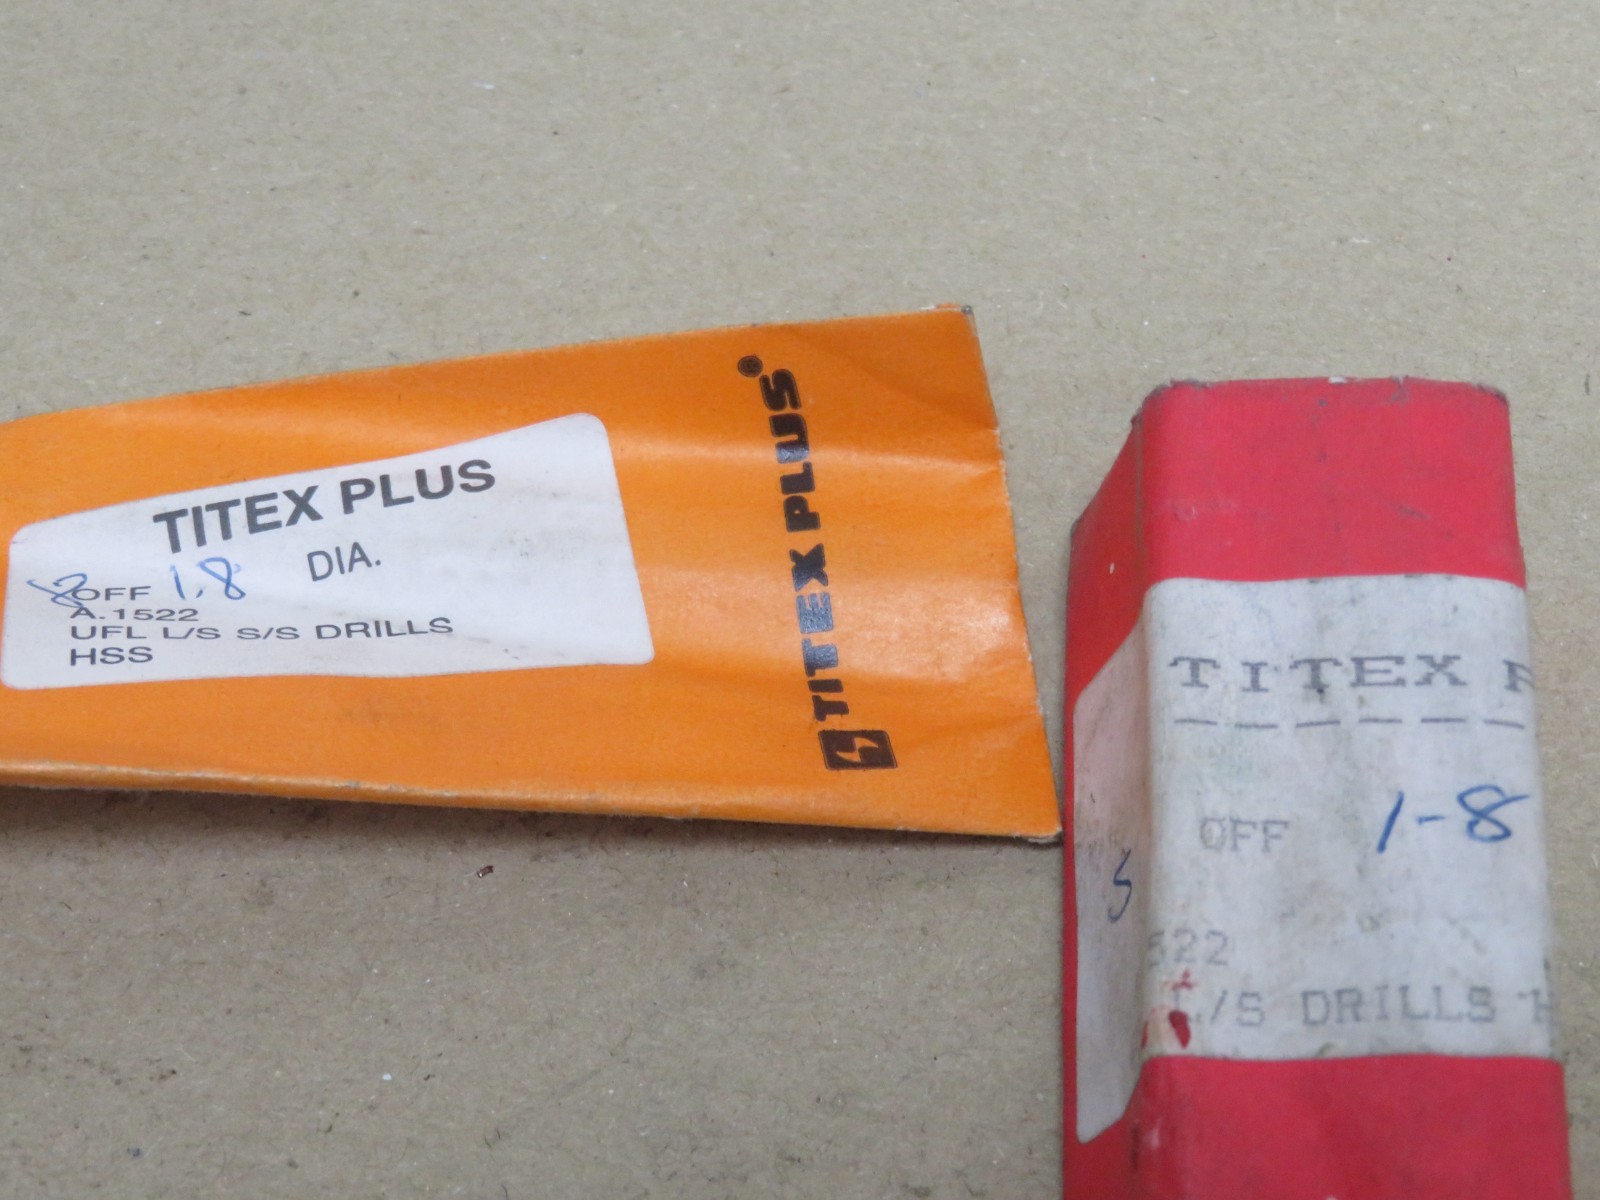 TITEX PLUS
OFF 1.8 DIA.
A.1522
UFL L/S S/S DRILLS
HSS
TITEX PLUS®
TITEX
OFF 1-8
5
522
L/S DRILLS